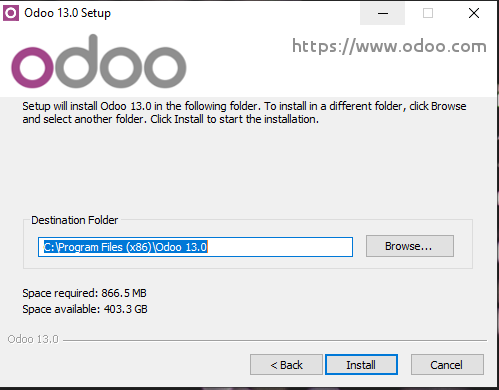 Odoo 13.0 Setup
odoo
https://www.odoo.com
Setup will install Odoo 13.0 in the following folder. To install in a different folder, click Browse
and select another folder. Click Install to start the installation.
Destination Folder
C:\Program Files (x86)\Odoo 13.0
Browse...
Space required: 866.5 MB
Space available: 403.3 GB
Odoo 13.0
< Back
Install
Cancel